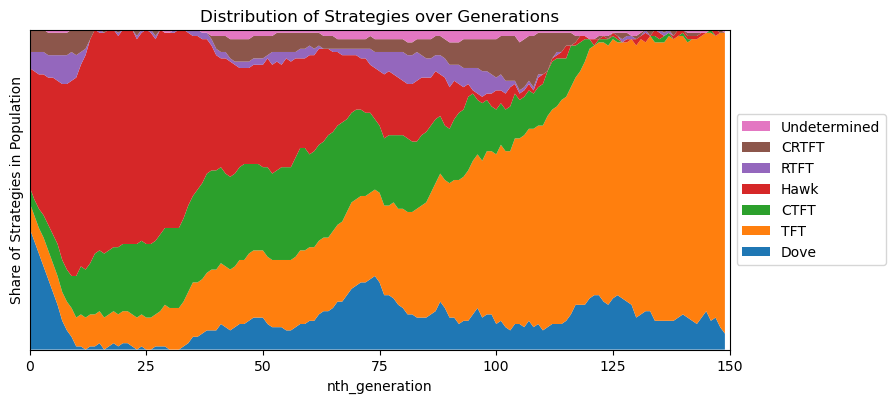 Distribution of Strategies over Generations
Share of Strategies in Population
Undetermined
CRTFT
RTFT
Hawk
CTFT
TFT
Dove
0 25 50 75 100 125 150
nth_generation